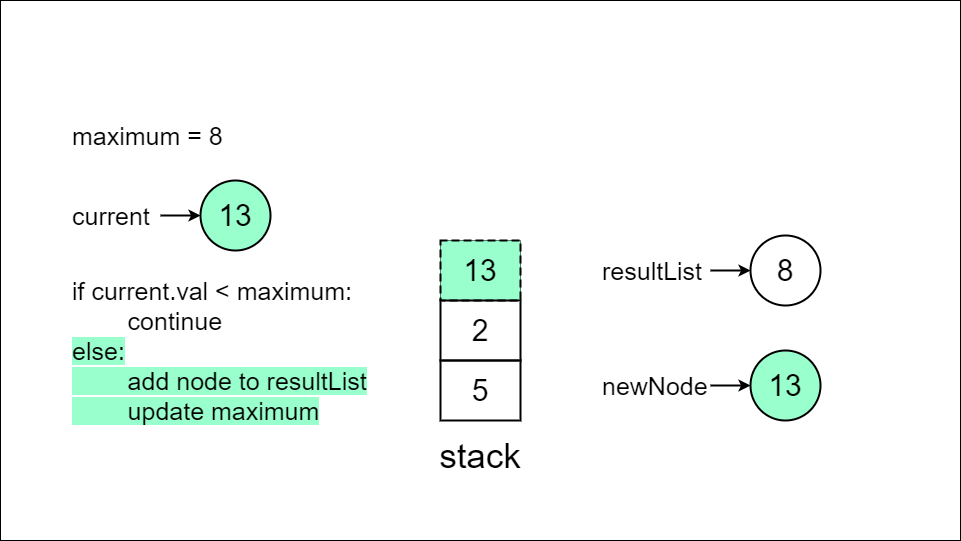 maximum = 8
current
13
if current.val < maximum:
continue
else:
add node to resultList
update maximum
13
2
5
stack
resultList
8
newNode
13